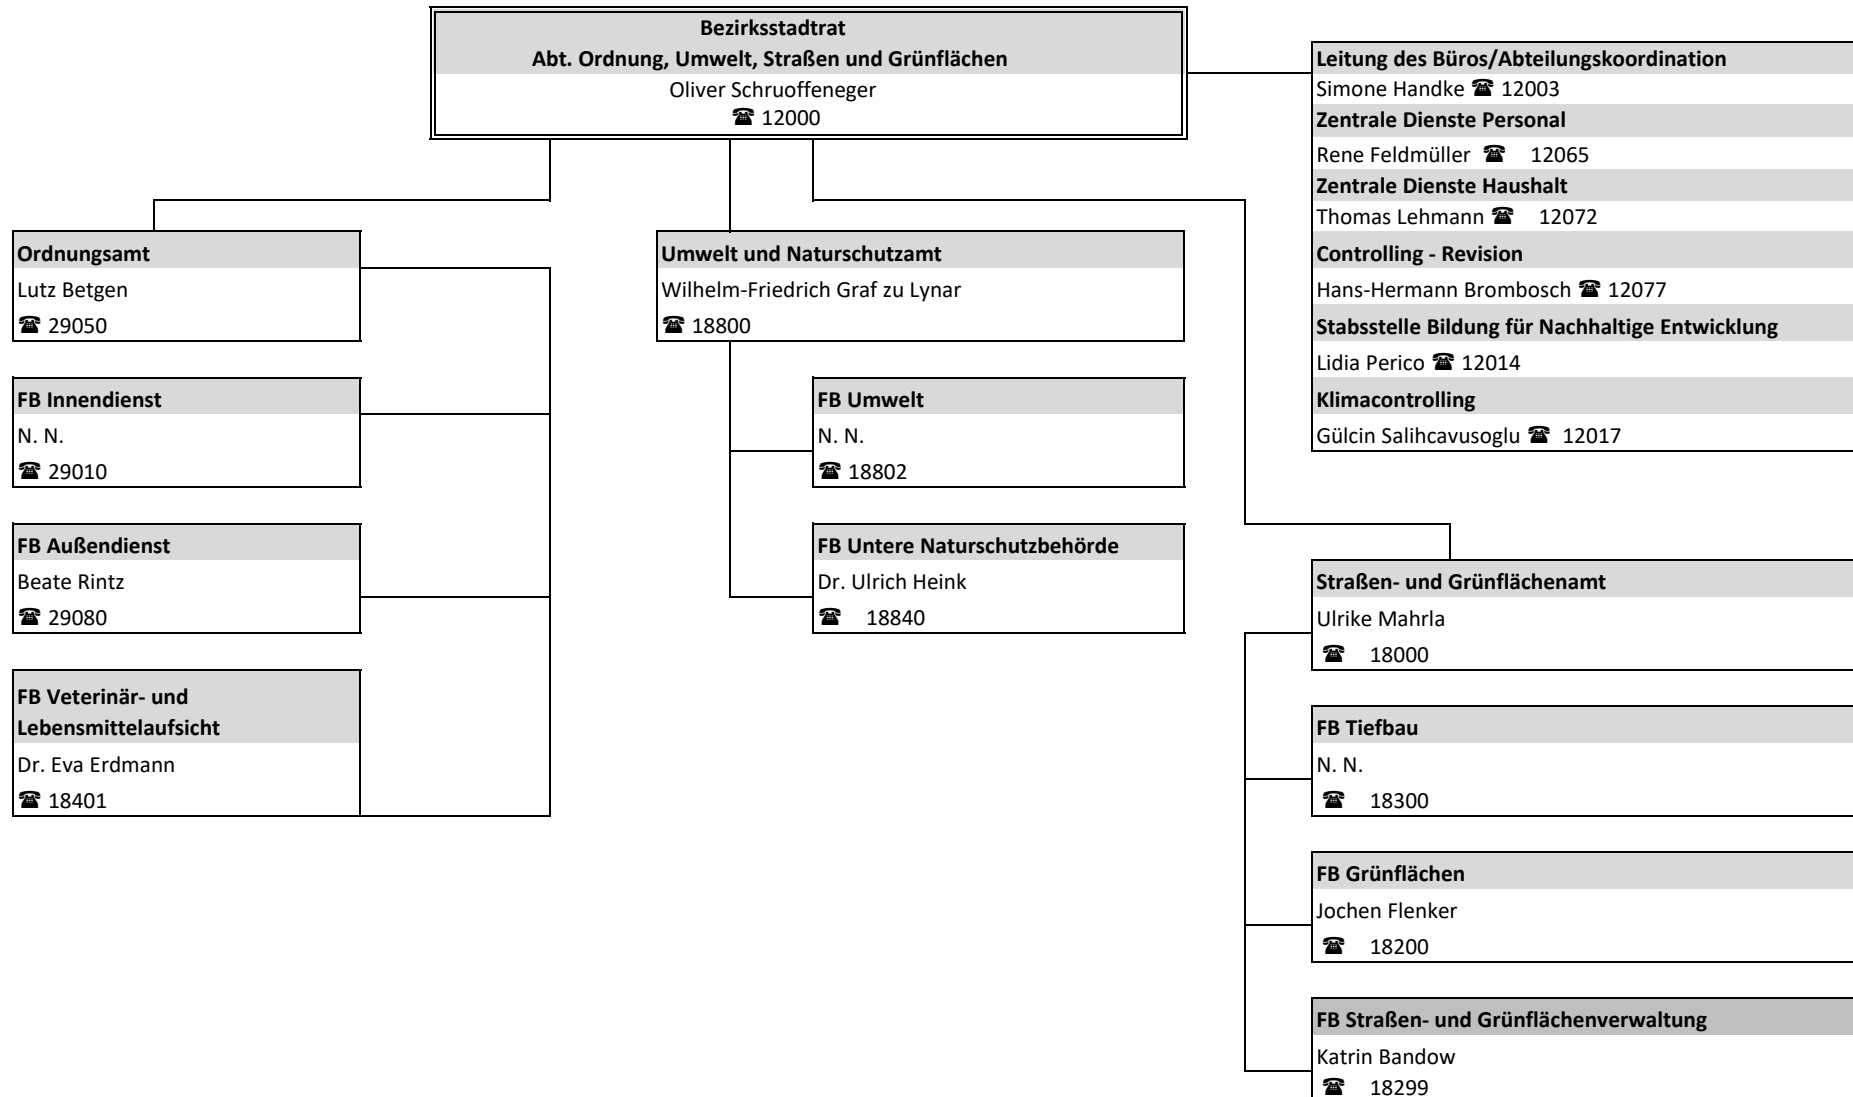 Bezirksstadtrat
Abt. Ordnung, Umwelt, Straßen und Grünflächen
Oliver Schruoffeneger
☎ 12000
Leitung des Büros/Abteilungskoordination
Simone Handke ☎ 12003
Zentrale Dienste Personal
Rene Feldmüller ☎ 12065
Zentrale Dienste Haushalt
Thomas Lehmann ☎ 12072
Controlling - Revision
Hans-Hermann Brombosch ☎ 12077
Stabsstelle Bildung für Nachhaltige Entwicklung
Lidia Perico ☎ 12014
Klimacontrolling
Gülcin Salihcavusoglu ☎ 12017
Ordnungsamt
Lutz Betgen
☎ 29050
FB Innendienst
N. N.
☎ 29010
FB Außendienst
Beate Rintz
☎ 29080
FB Veterinär- und
Lebensmittelaufsicht
Dr. Eva Erdmann
☎ 18401
Umwelt und Naturschutzamt
Wilhelm-Friedrich Graf zu Lynar
☎ 18800
FB Umwelt
N. N.
☎ 18802
FB Untere Naturschutzbehörde
Dr. Ulrich Heink
☎ 18840
Straßen- und Grünflächenamt
Ulrike Mahrla
☎ 18000
FB Tiefbau
N. N.
☎ 18300
FB Grünflächen
Jochen Flenker
☎ 18200
FB Straßen- und Grünflächenverwaltung
Katrin Bandow
☎ 18299